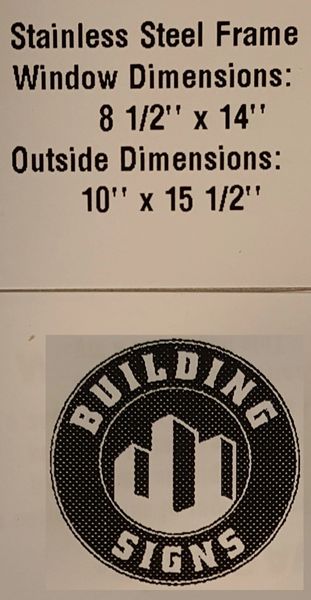 Stainless Steel Frame
Window Dimensions:
8 1/2'' x 14''
Outside Dimensions:
10'' x 15 1/2''
BUILDING
SIGNS